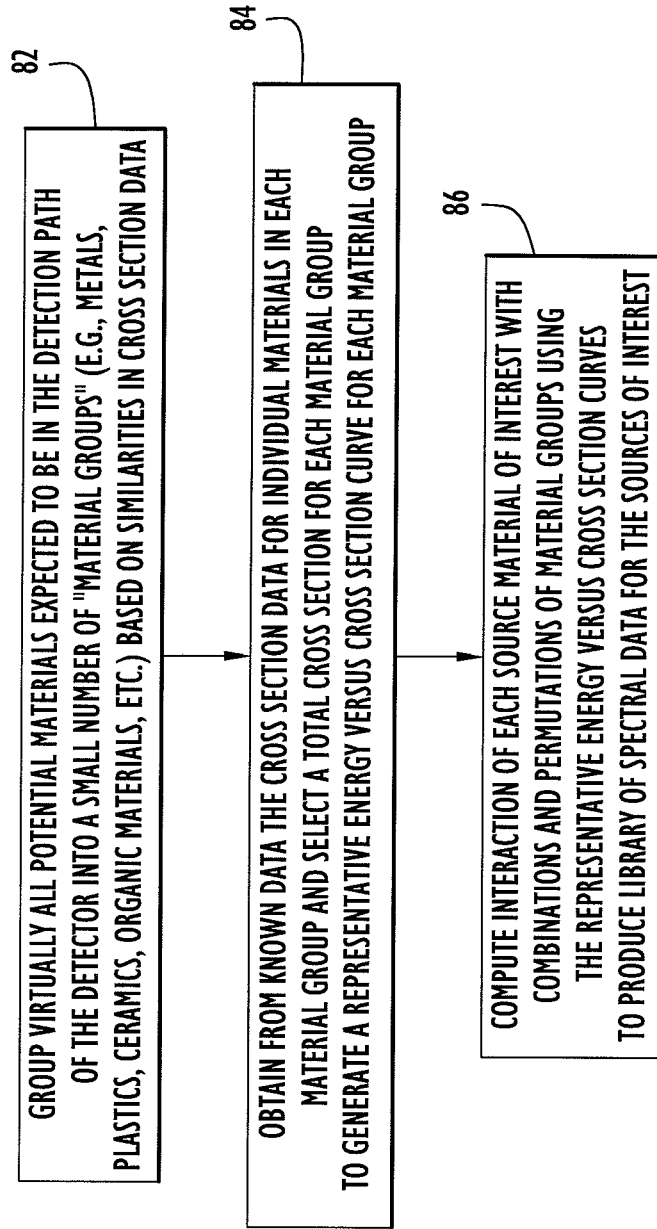 82
GROUP VIRTUALLY ALL POTENTIAL MATERIALS EXPECTED TO BE IN THE DETECTION PATH
OF THE DETECTOR INTO A SMALL NUMBER OF "MATERIAL GROUPS" (E.G., METALS,
PLASTICS, CERAMICS, ORGANIC MATERIALS, ETC.) BASED ON SIMILARITIES IN CROSS SECTION DATA
84
OBTAIN FROM KNOWN DATA THE CROSS SECTION DATA FOR INDIVIDUAL MATERIALS IN EACH
MATERIAL GROUP AND SELECT A TOTAL CROSS SECTION FOR EACH MATERIAL GROUP
TO GENERATE A REPRESENTATIVE ENERGY VERSUS CROSS SECTION CURVE FOR EACH MATERIAL GROUP
86
COMPUTE INTERACTION OF EACH SOURCE MATERIAL OF INTEREST WITH
COMBINATIONS AND PERMUTATIONS OF MATERIAL GROUPS USING
THE REPRESENTATIVE ENERGY VERSUS CROSS SECTION CURVES
TO PRODUCE LIBRARY OF SPECTRAL DATA FOR THE SOURCES OF INTEREST